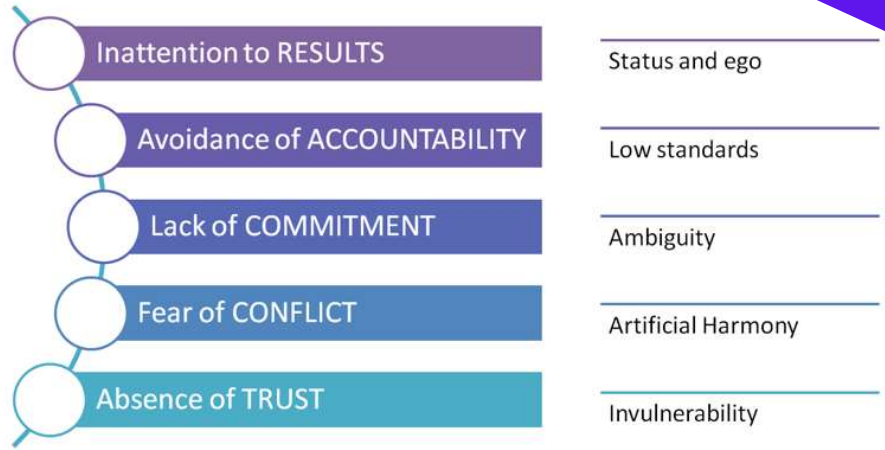 Inattention to RESULTS
Status and ego
Avoidance of ACCOUNTABILITY
Low standards
Lack of COMMITMENT
Ambiguity
Fear of CONFLICT
Artificial Harmony
Absence of TRUST
Invulnerability